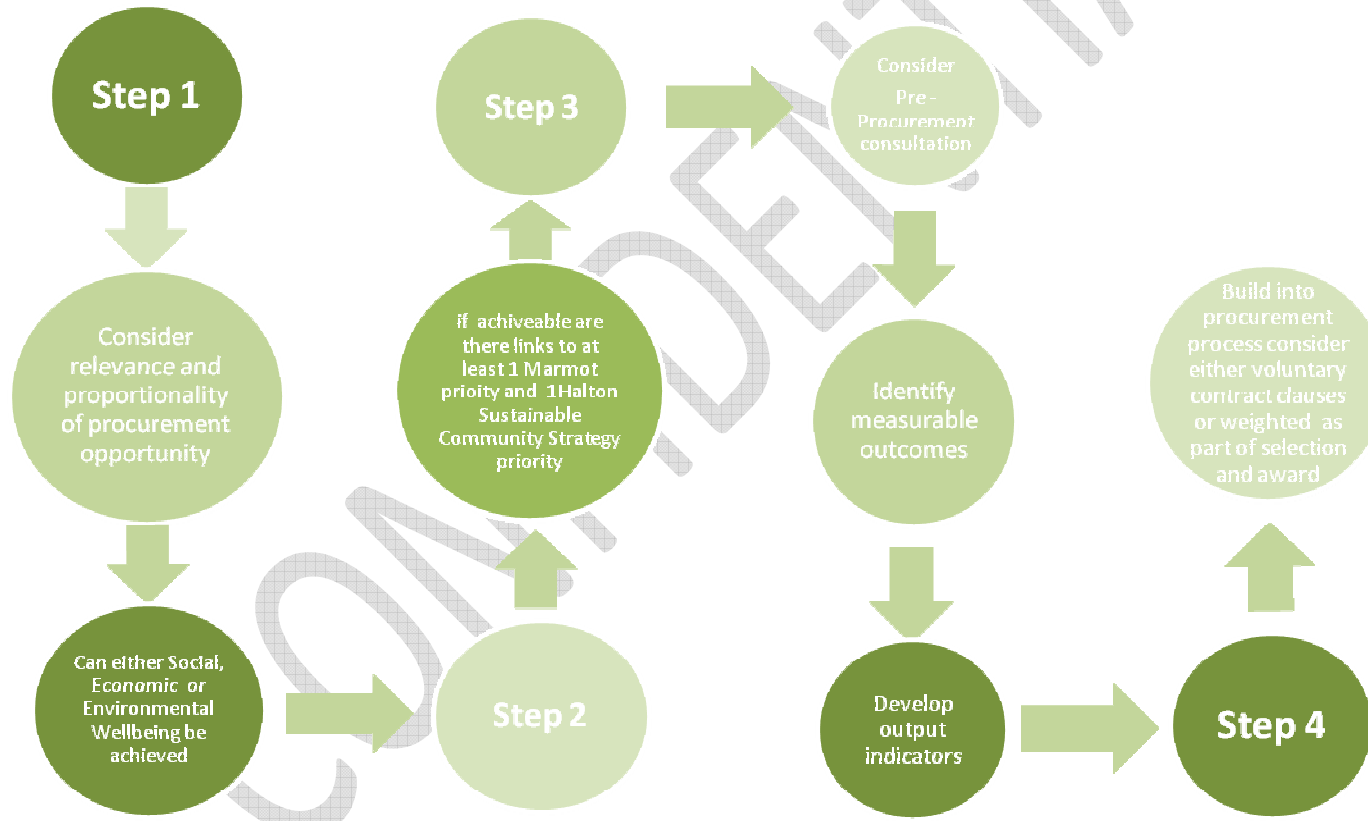 Step 1
Consider
relevance and
proportionality
of procurement
opportunity
Can either Social,
Economic or
Environmental
Wellbeing be
achieved
Step 2
if achiveable are
there links to at
least 1 Marmot
prioity and 1Halton
Sustainable
Community Strategy
priority
Step 3
Consider
Pre -
Procurement
consultation
Identify
measurable
outcomes
Develop
output
indicators
Step 4
Build into
procurement
process consider
either voluntary
contract clauses
or weighted as
part of selection
and award